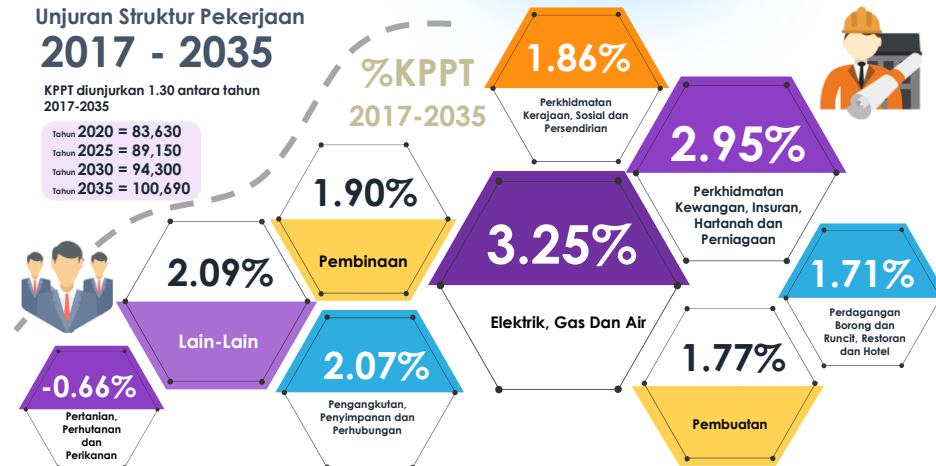 Unjuran Struktur Pekerjaan
2017 - 2035
KPPT diunjurkan 1.30 antara tahun
2017-2035
Tahun 2020 = 83,630
Tahun 2025 = 89,150
Tahun 2030 = 94,300
Tahun 2035 = 100,690
%KPPT
2017-2035
1.86%
Perkhidmatan
Kerajaan, Sosial dan
Persendirian
2.95%
Perkhidmatan
Kewangan, Insuran,
Hartanah dan
Perniagaan
1.90%
Pembinaan
3.25%
Elektrik, Gas Dan Air
2.09%
Lain-Lain
1.71%
Perdagangan
Borong dan
Runcit, Restoran
dan Hotel
2.07%
Pengangkutan,
Penyimpanan dan
Perhubungan
1.77%
Pembuatan
-0.66%
Pertanian,
Perhutanan
dan
Perikanan